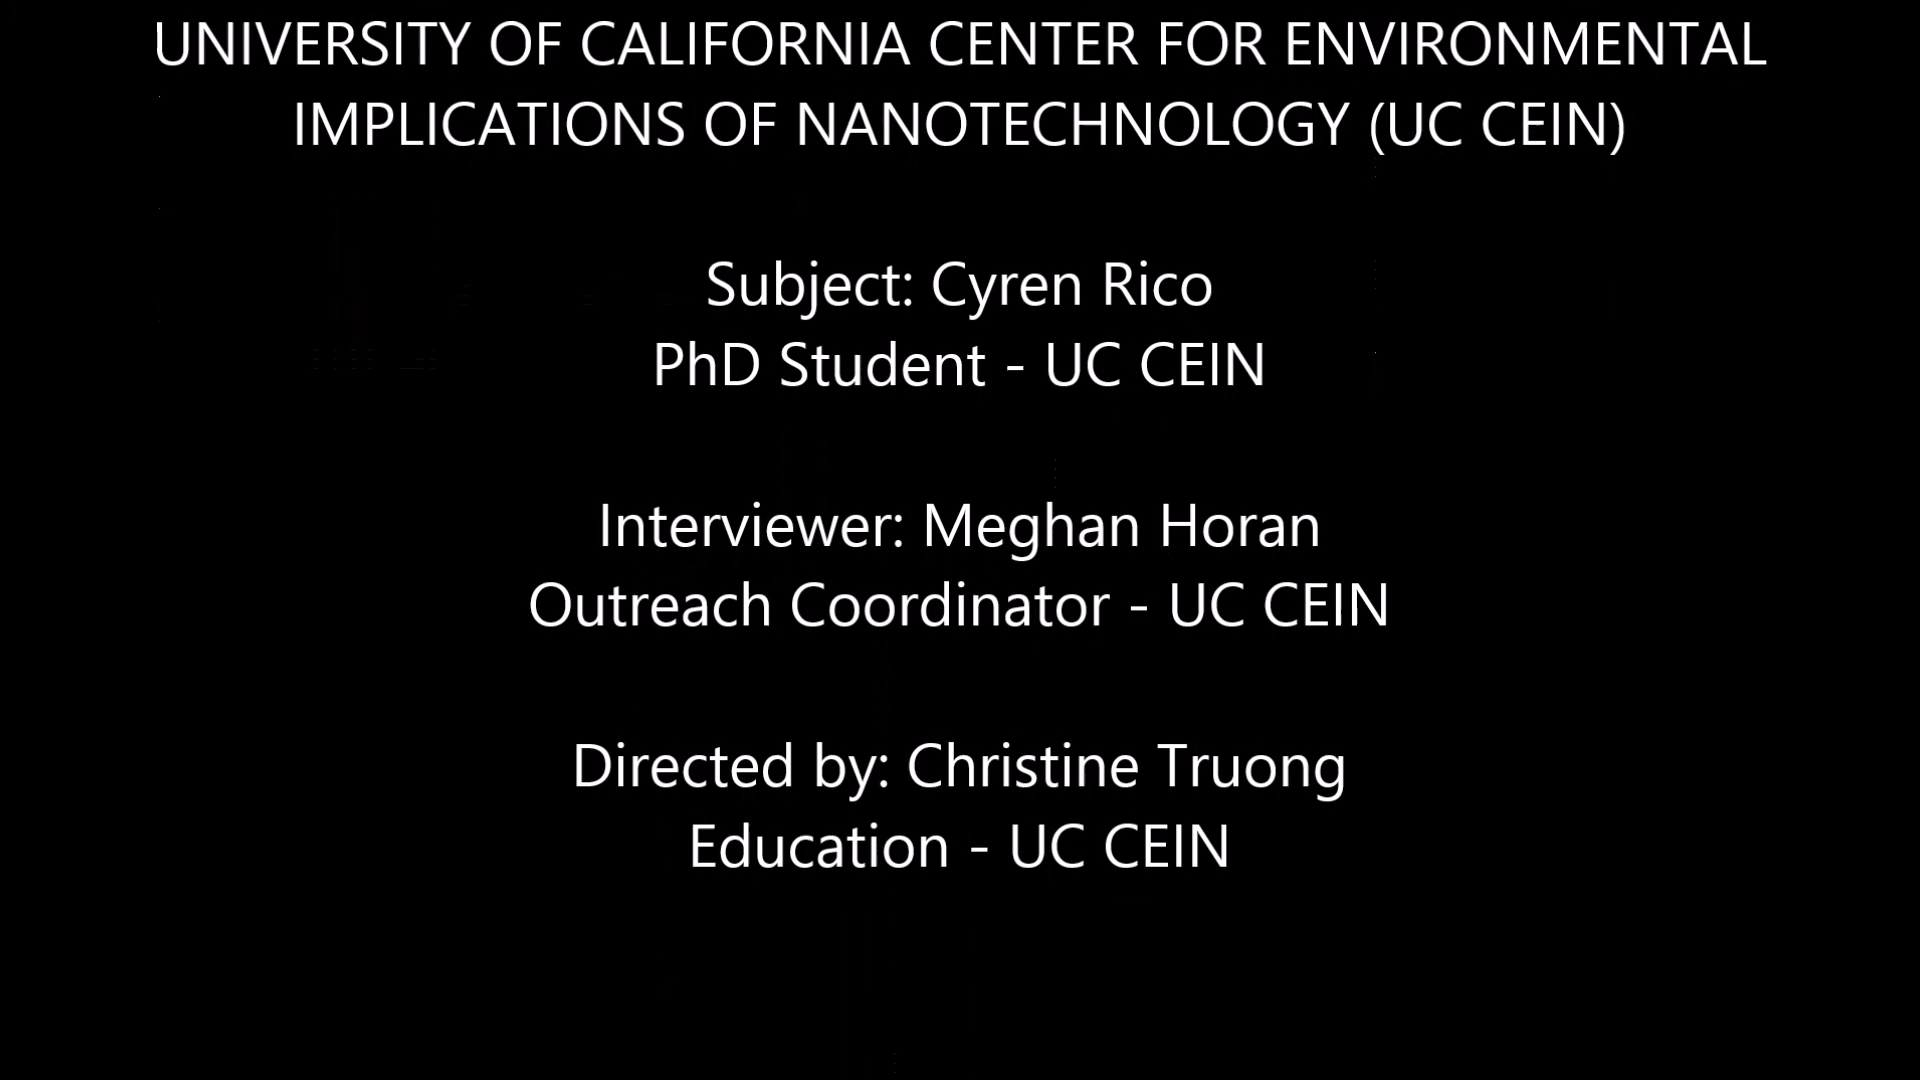 UNIVERSITY OF CALIFORNIA CENTER FOR ENVIRONMENTAL
IMPLICATIONS OF NANOTECHNOLOGY (UC CEIN)
Subject: Cyren Rico
PhD Student - UC CEIN
Interviewer: Meghan Horan
Outreach Coordinator - UC CEIN
Directed by: Christine Truong
Education - UC CEIN